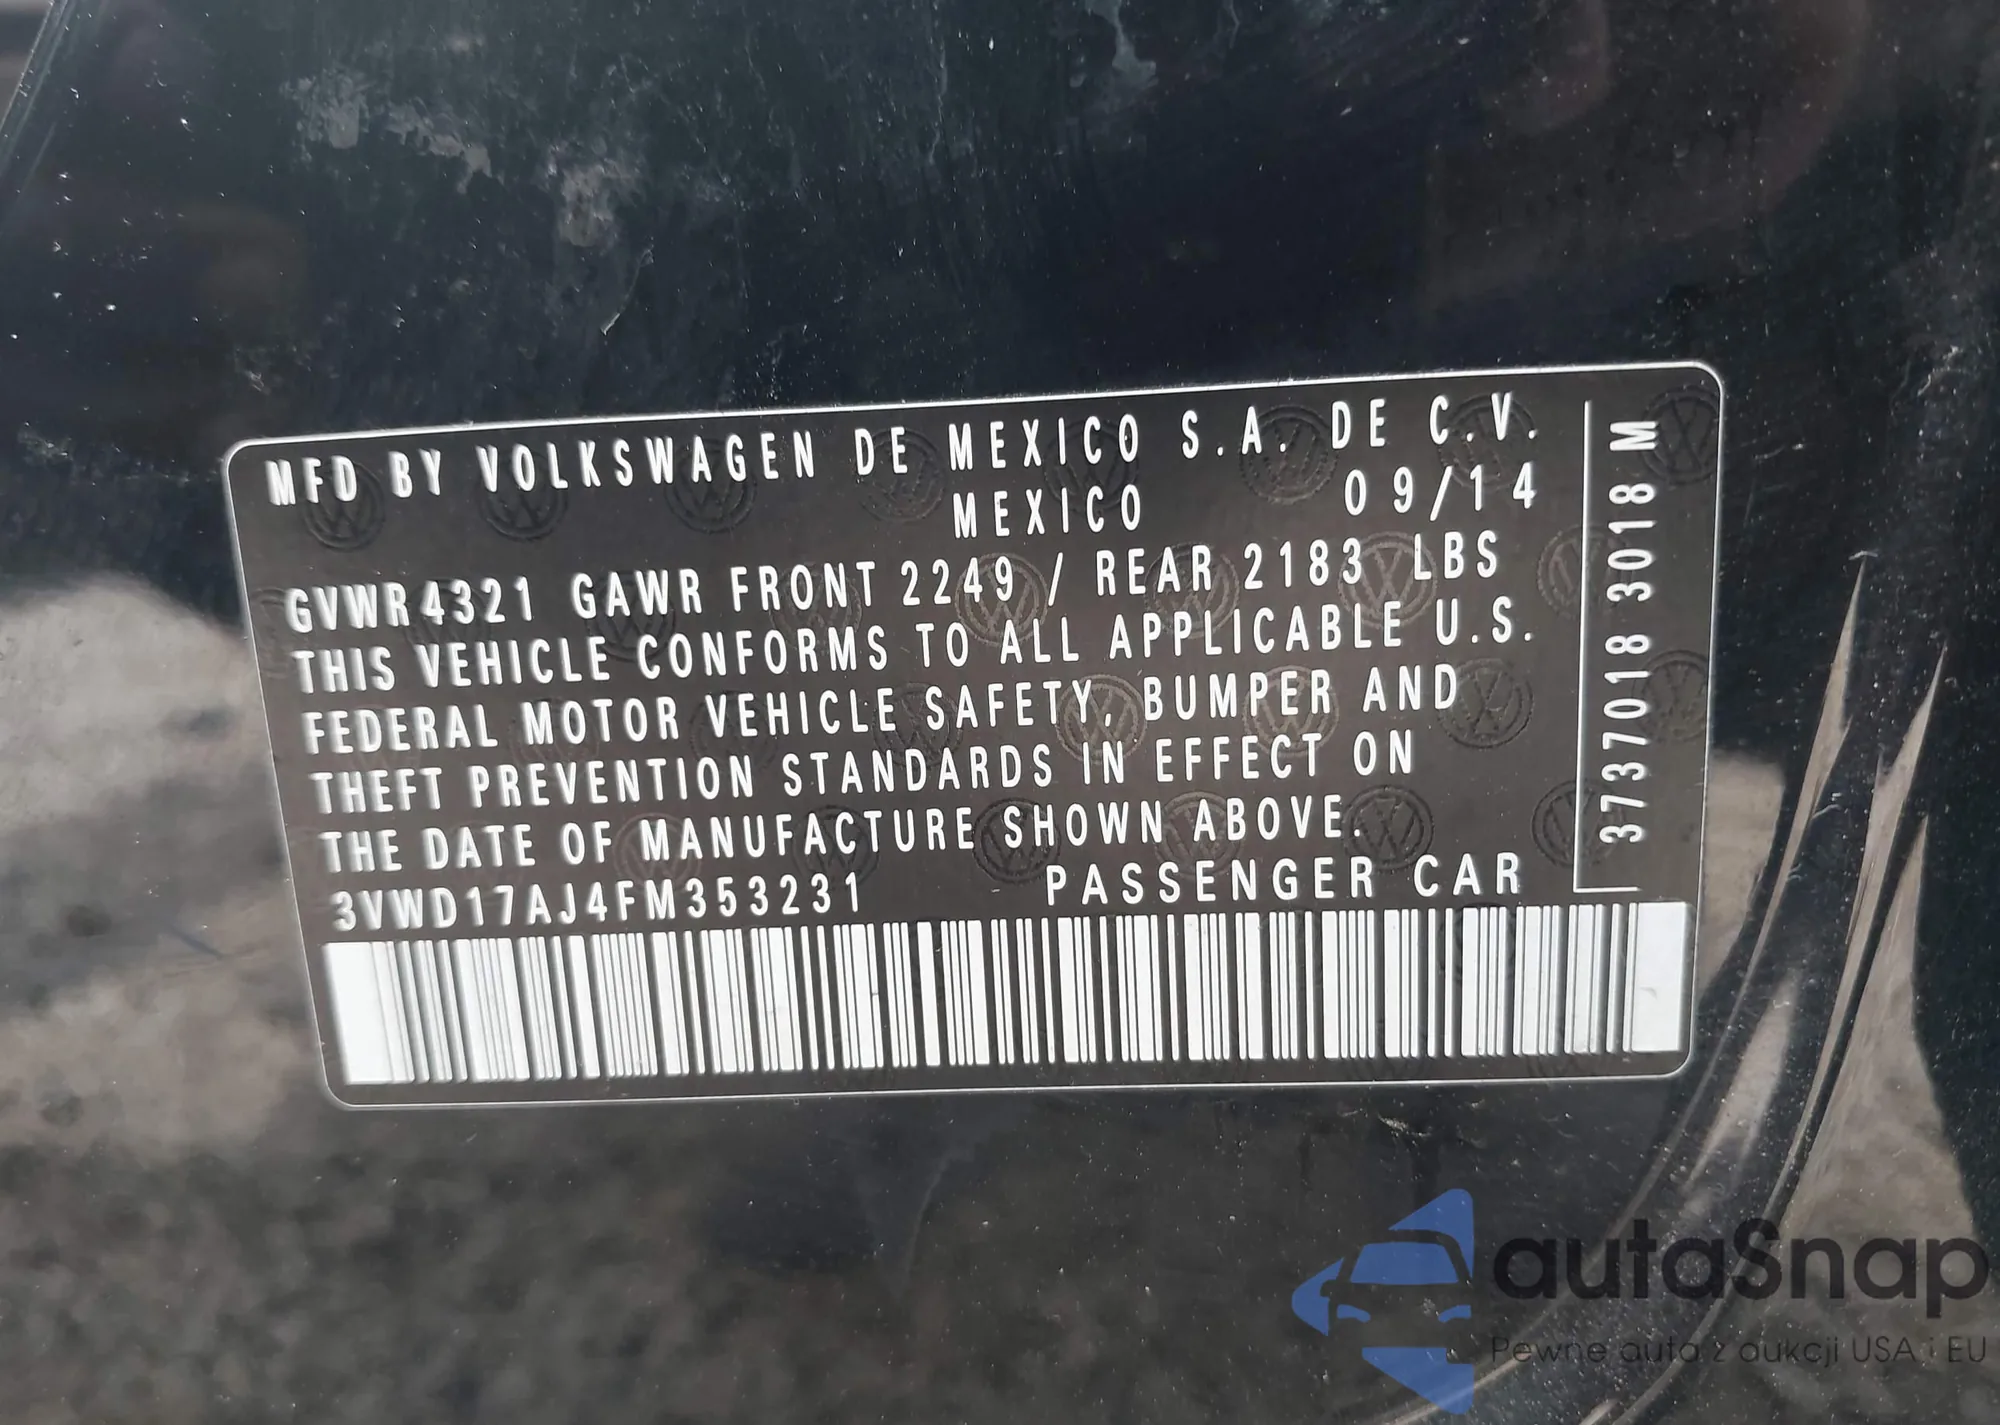 MFD BY VOLKSWAGEN DE MEXICO S.A. DE C.V.
MEXICO 09/14
GVWR4321 GAWR FRONT 2249 / REAR 2183 LBS
THIS VEHICLE CONFORMS TO ALL APPLICABLE U.S.
FEDERAL MOTOR VEHICLE SAFETY, BUMPER AND
THEFT PREVENTION STANDARDS IN EFFECT ON
THE DATE OF MANUFACTURE SHOWN ABOVE.
3VWD17AJ4FM353231 PASSENGER CAR
3737018 3018 M
autaSnap
Pewne auta z aukcji USA i EU